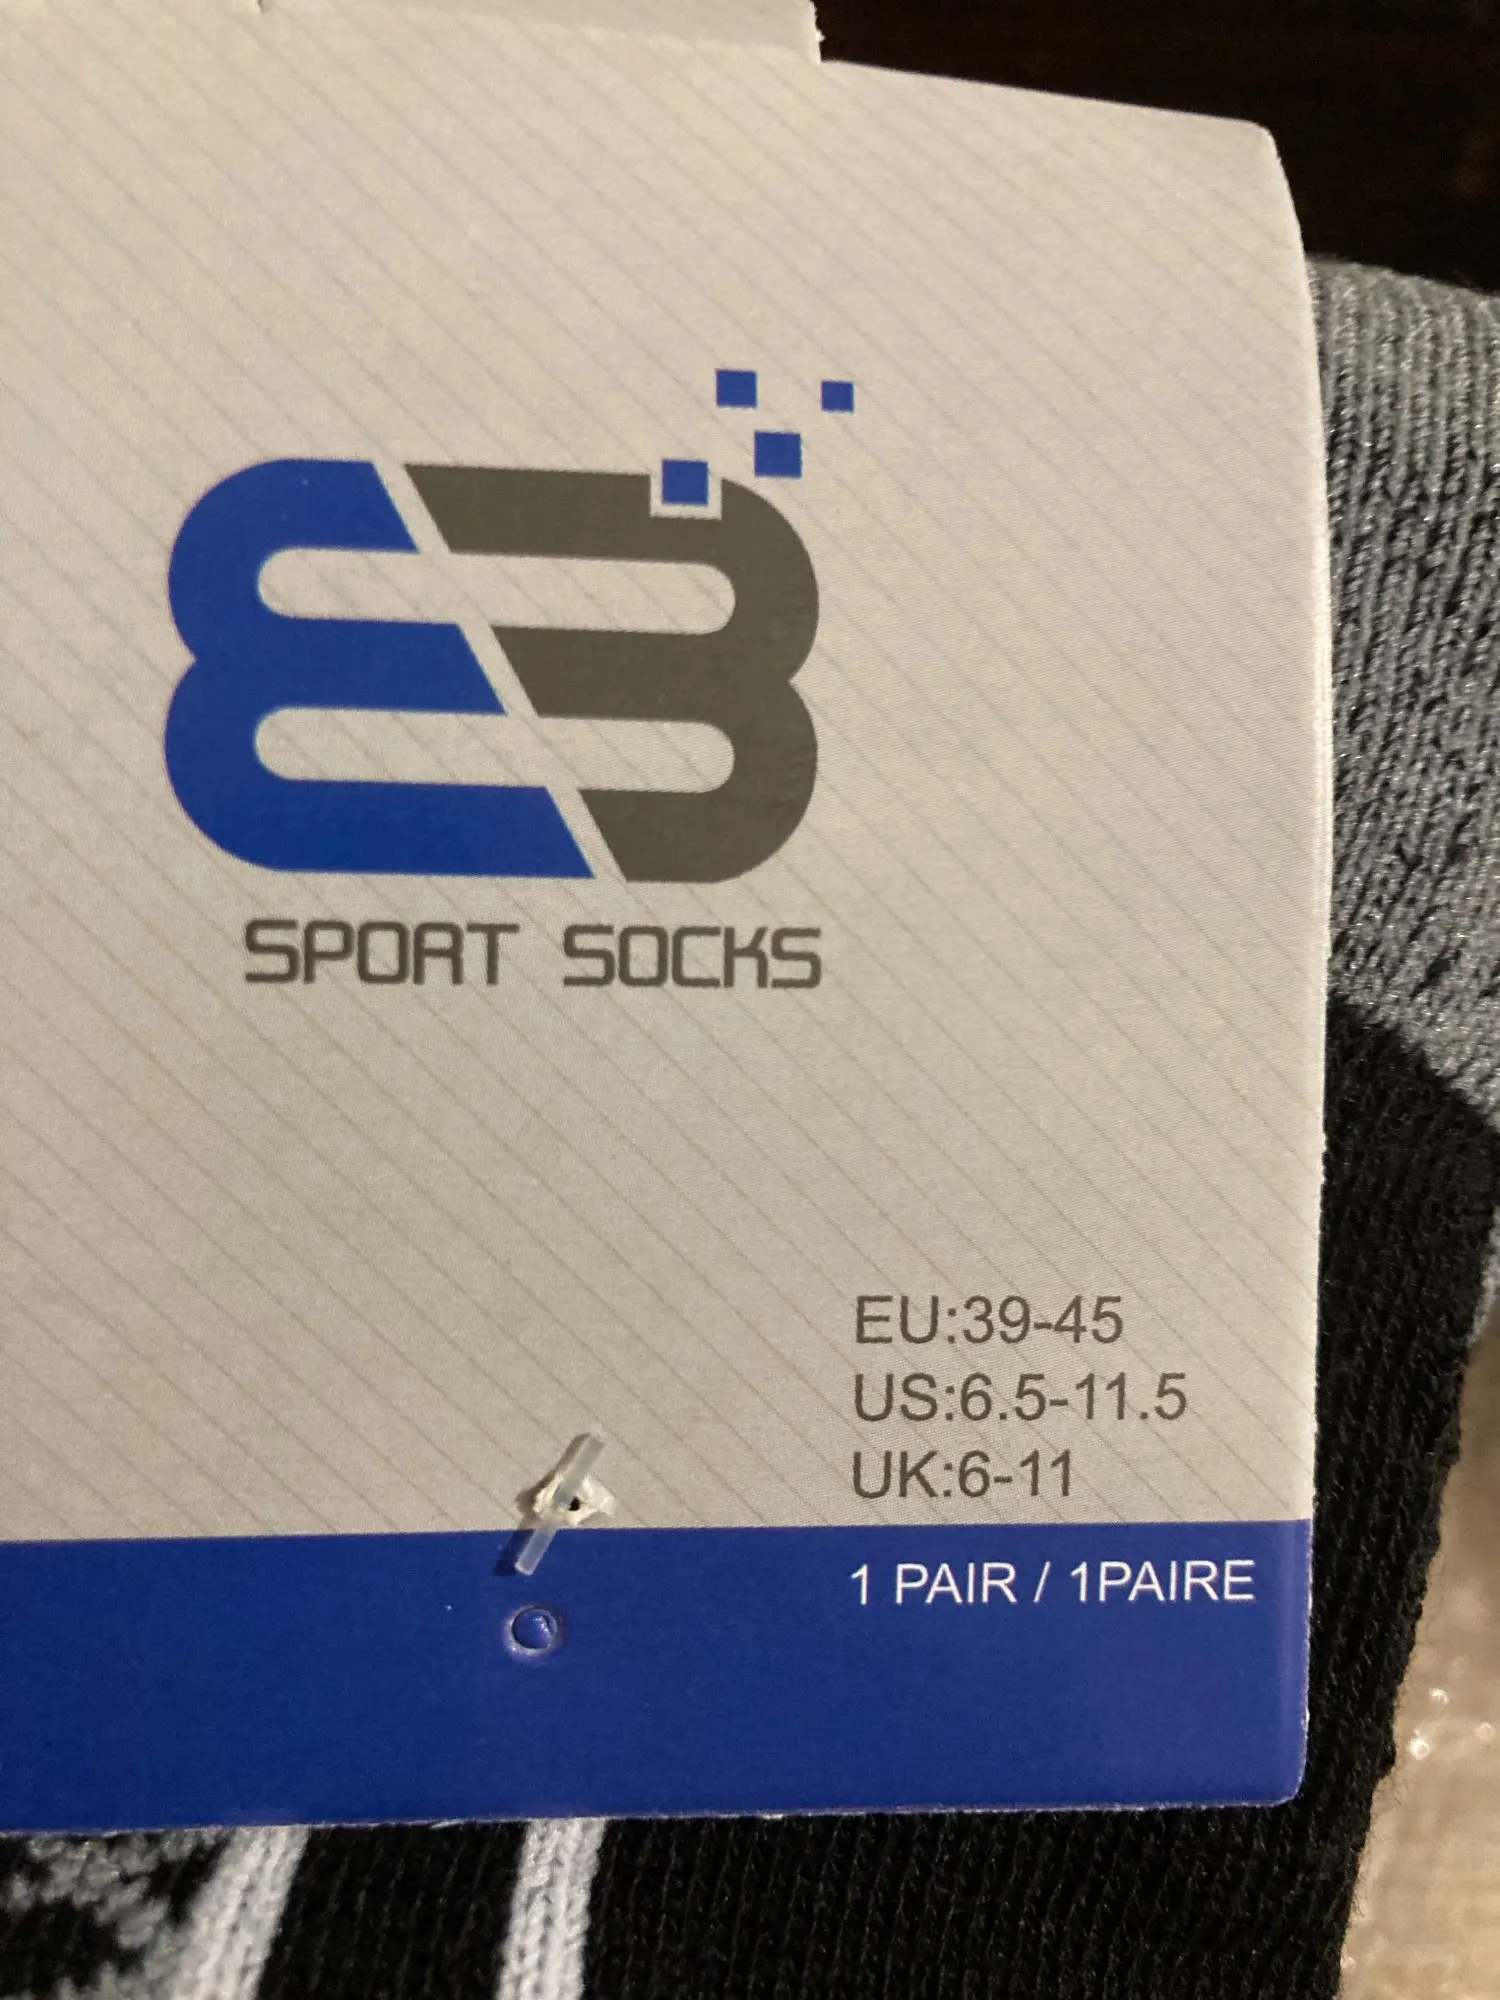 SPORT SOCKS
EU:39-45
US:6.5-11.5
UK:6-11
1 PAIR / 1PAIRE